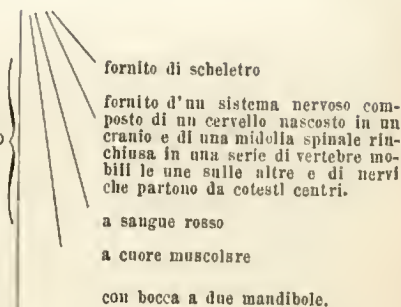 fornito di scheletro
fornito d'un sistema nervoso com-
posto di un cervello nascosto in un
cranio e di una midolla spinale rin-
chiusa in una serie di vertebre mo-
bili le une sulle altre e di nervi
che partono da cotesti centri.
a sangue rosso
a cuore muscolare
con bocca a due mandibole.